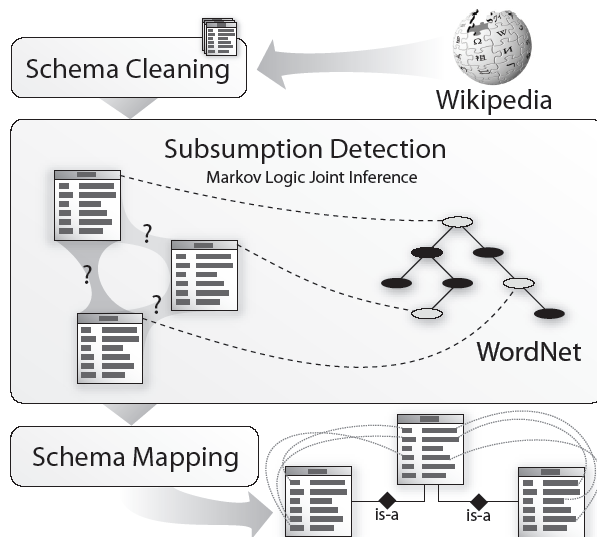 Schema Cleaning
Wikipedia
Subsumption Detection
Markov Logic Joint Inference
?
?
?
WordNet
Schema Mapping
is-a
is-a